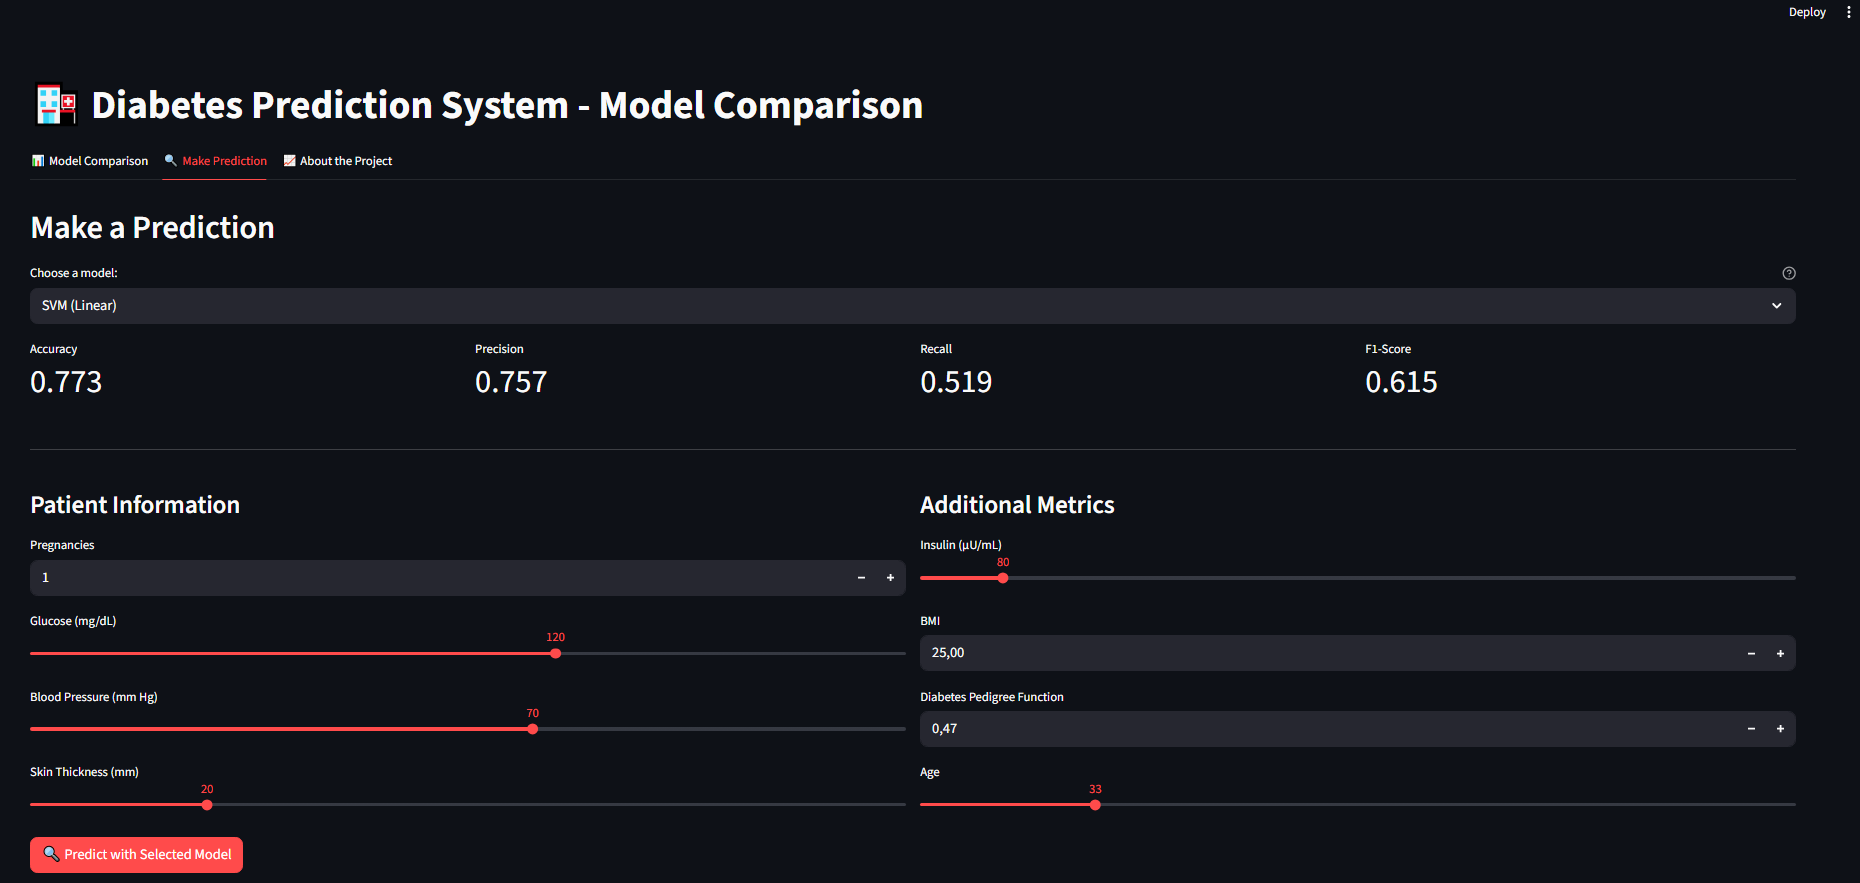 Deploy
Diabetes Prediction System - Model Comparison
Model Comparison
Make Prediction
About the Project
Make a Prediction
Choose a model:
SVM (Linear)
Accuracy
0.773
Precision
0.757
Recall
0.519
F1-Score
0.615
Patient Information
Pregnancies
1
Glucose (mg/dL)
120
Blood Pressure (mm Hg)
70
Skin Thickness (mm)
20
Additional Metrics
Insulin (μU/mL)
80
BMI
25,00
Diabetes Pedigree Function
0,47
Age
33
Predict with Selected Model